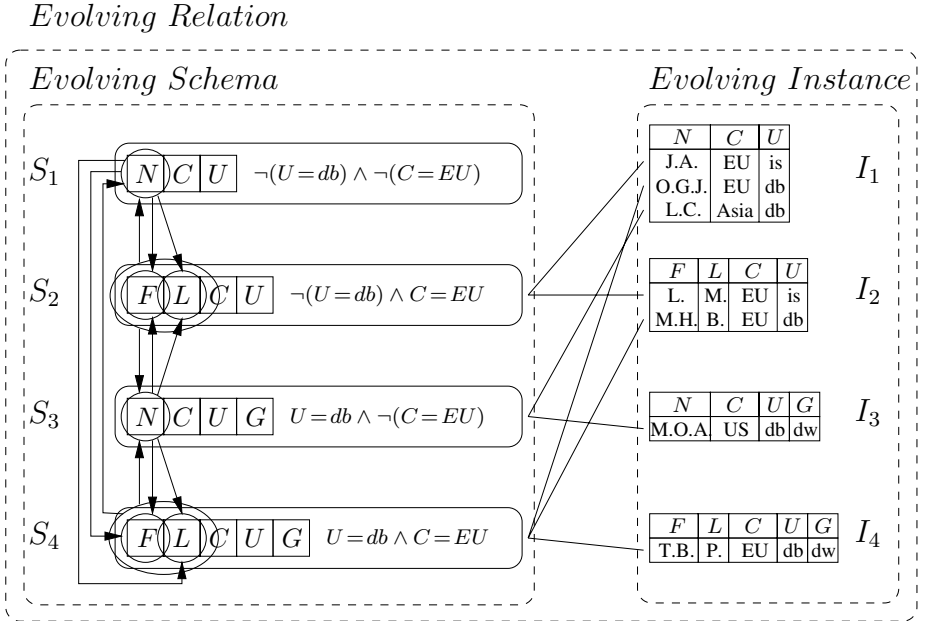 Evolving Relation
Evolving Schema
S1 N C U ¬(U=db) ∧ ¬(C=EU)
S2 F L C U ¬(U=db) ∧ C=EU
S3 N C U G U=db ∧ ¬(C=EU)
S4 F L C U G U=db ∧ C=EU
Evolving Instance
N C U
J.A. EU is
O.G.J. EU db
L.C. Asia db
I1
F L C U
L. M. EU is
M.H. B. EU db
I2
N C U G
M.O.A. US db dw
I3
F L C U G
T.B. P. EU db dw
I4